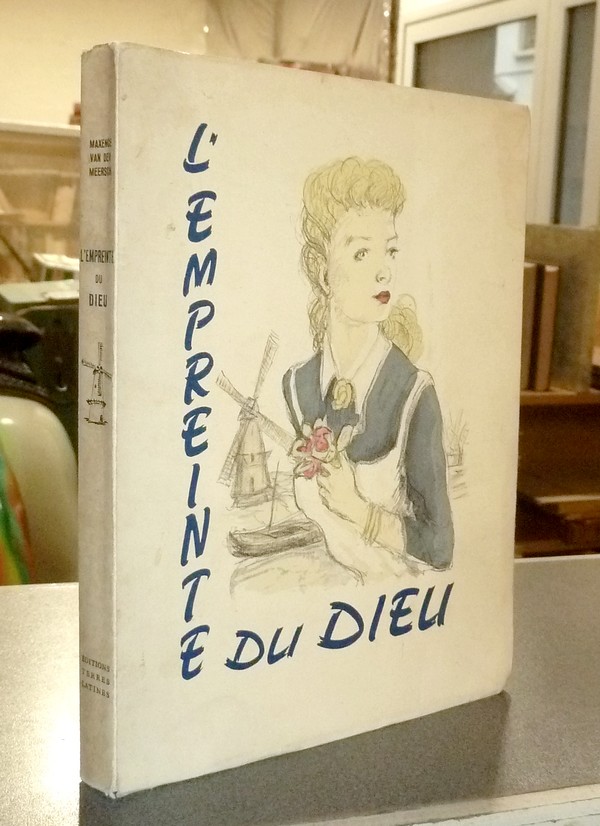 MAXENCE
VAN DER
MEERSCH
L'EMPREINTE
DU
DIEU
EDITIONS
TERRES
LATINES
L'EMPREINTE
DU DIEU